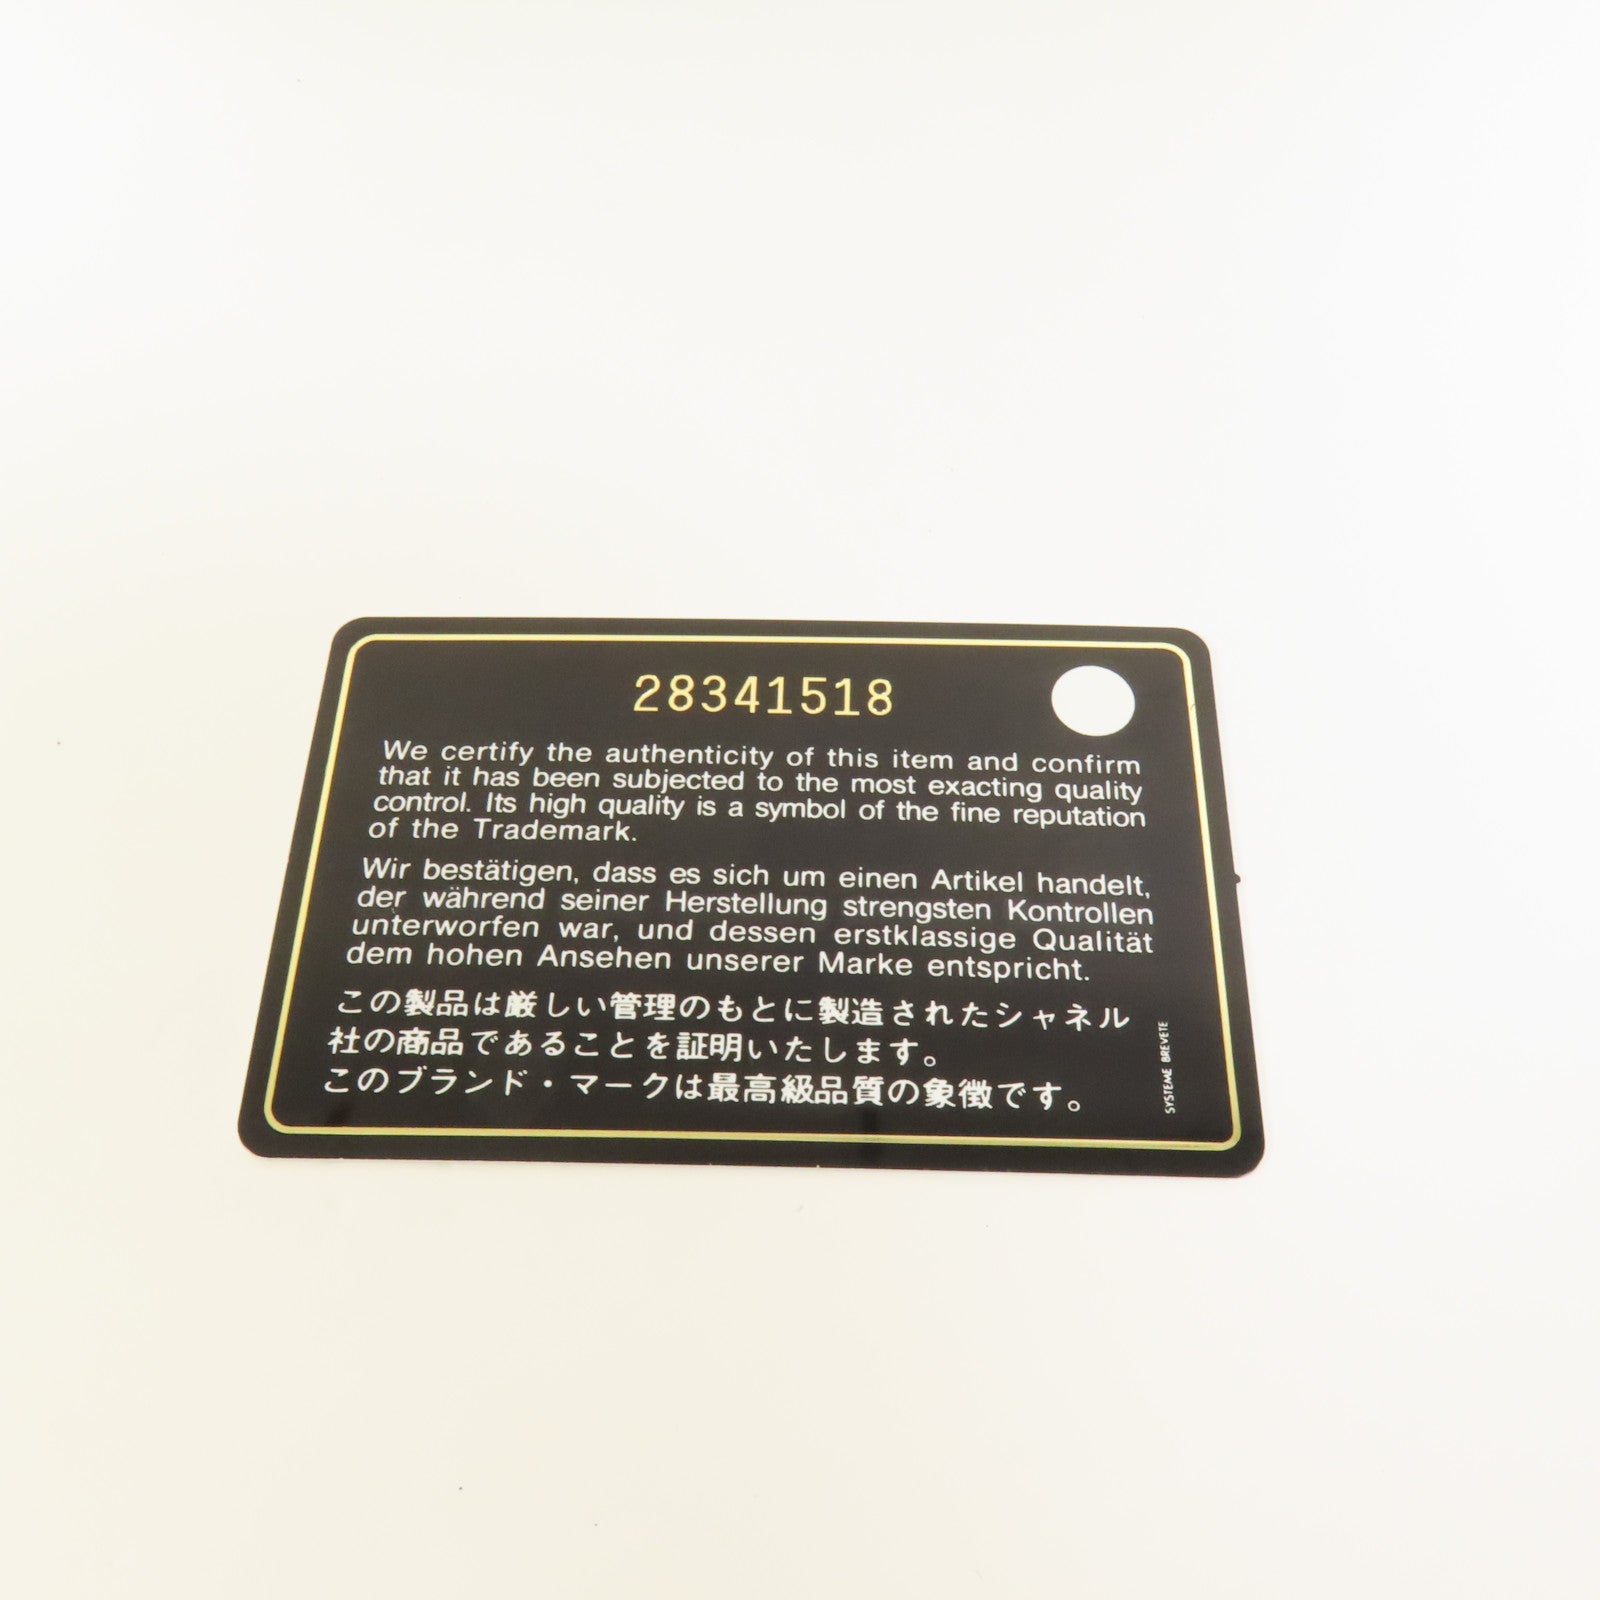 28341518
We certify the authenticity of this item and confirm
that it has been subjected to the most exacting quality
control. Its high quality is a symbol of the fine reputation
of the Trademark.
Wir bestätigen, dass es sich um einen Artikel handelt,
der während seiner Herstellung strengsten Kontrollen
unterworfen war, und dessen erstklassige Qualität
dem hohen Ansehen unserer Marke entspricht.
この製品は厳しい管理のもとに製造されたシャネル
社の商品であることを証明いたします。
このブランド・マークは最高級品質の象徴です。
SYSTEME BREVETE